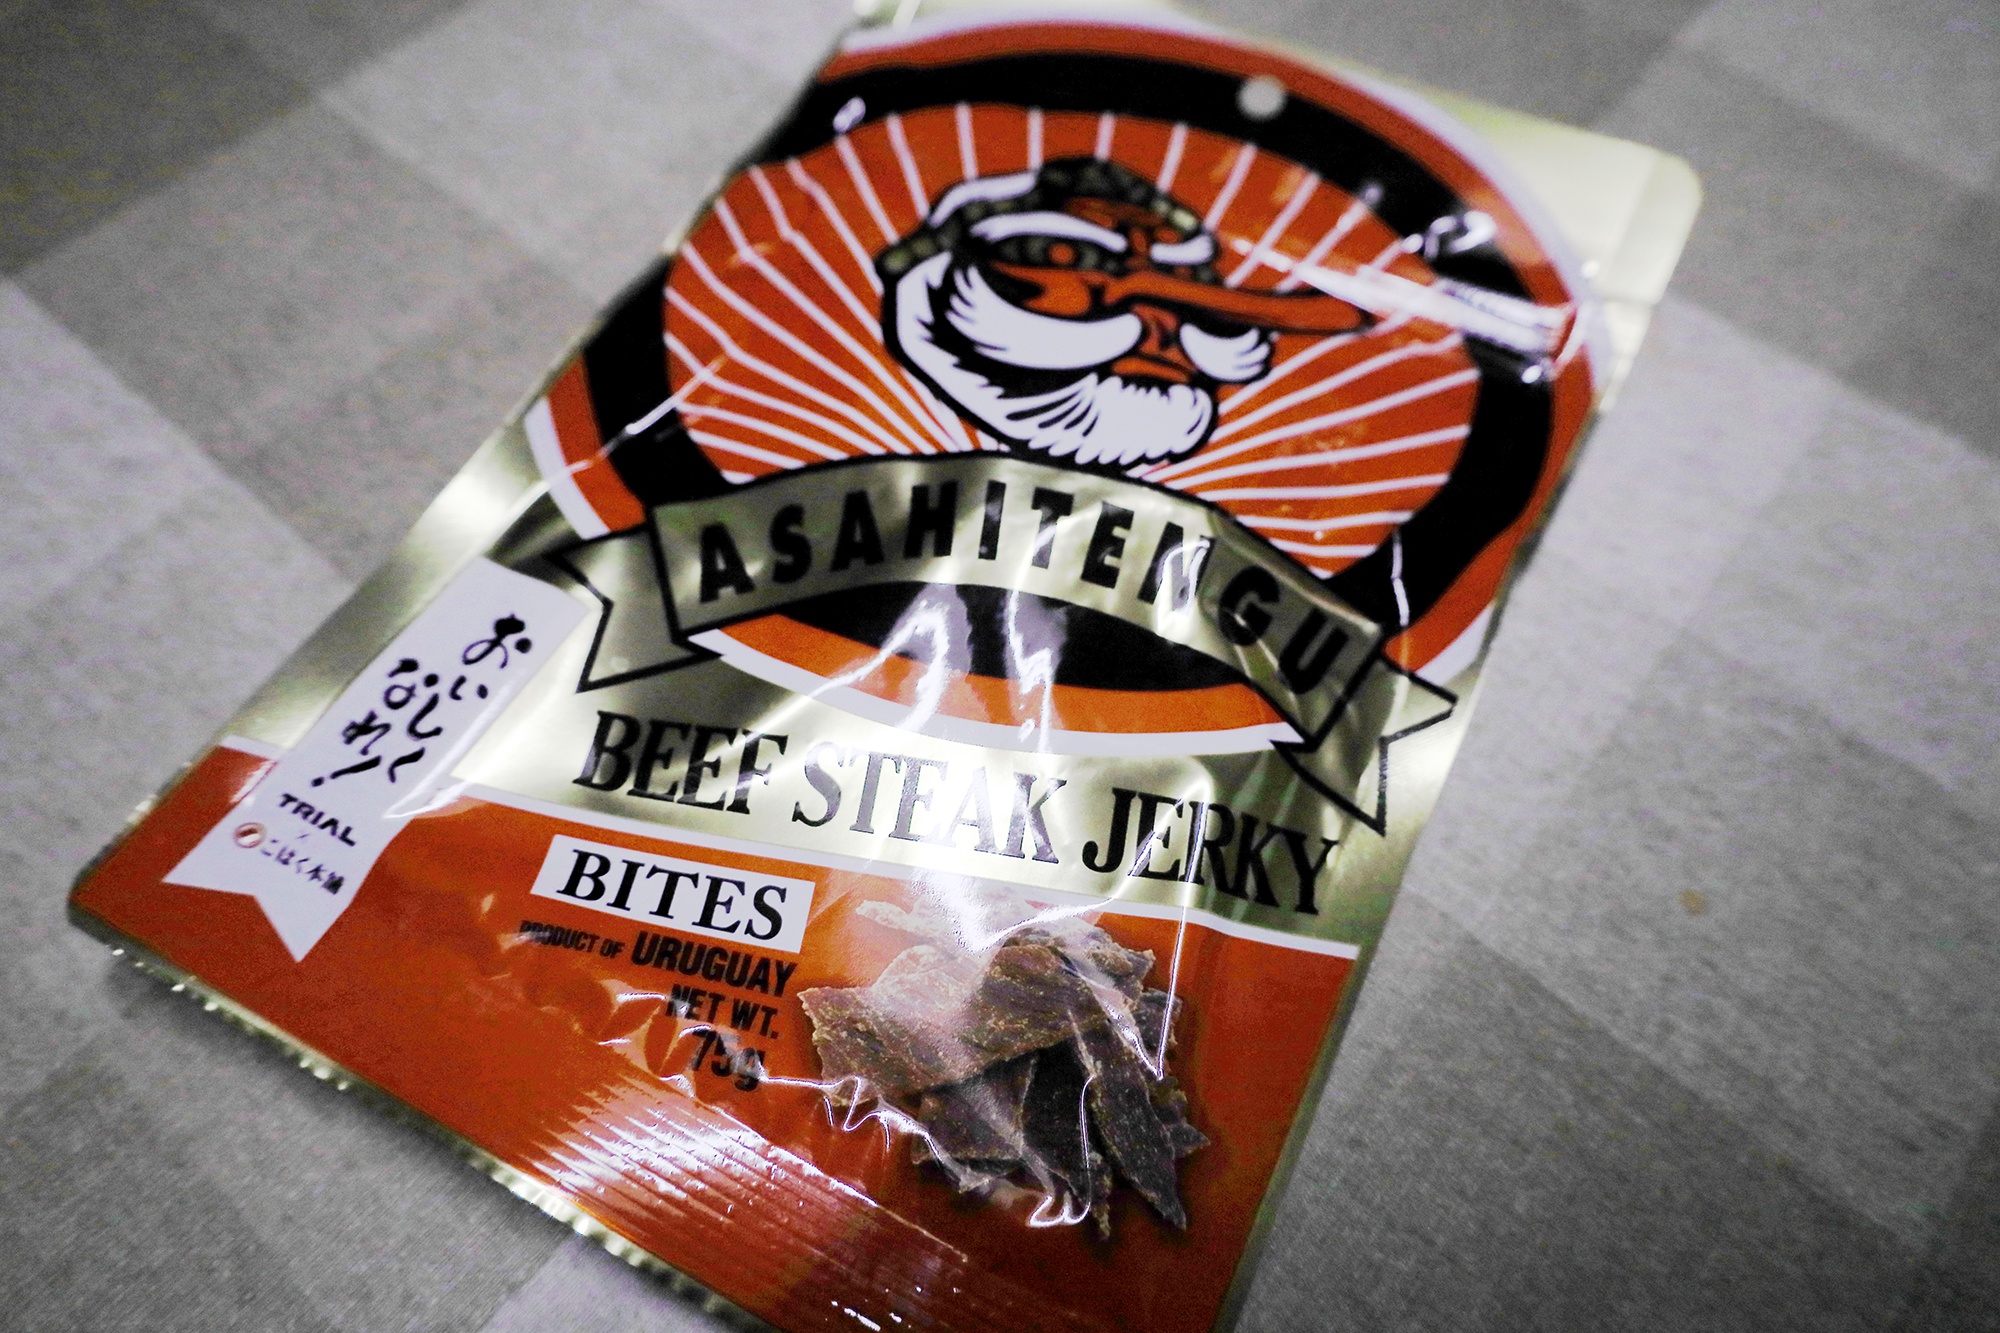 ASAHITENGU
BEEF STEAK JERKY
BITES
PRODUCT OF URUGUAY
NET WT.
75g
おいしく
なれ!
TRIAL
×
こはく本舗